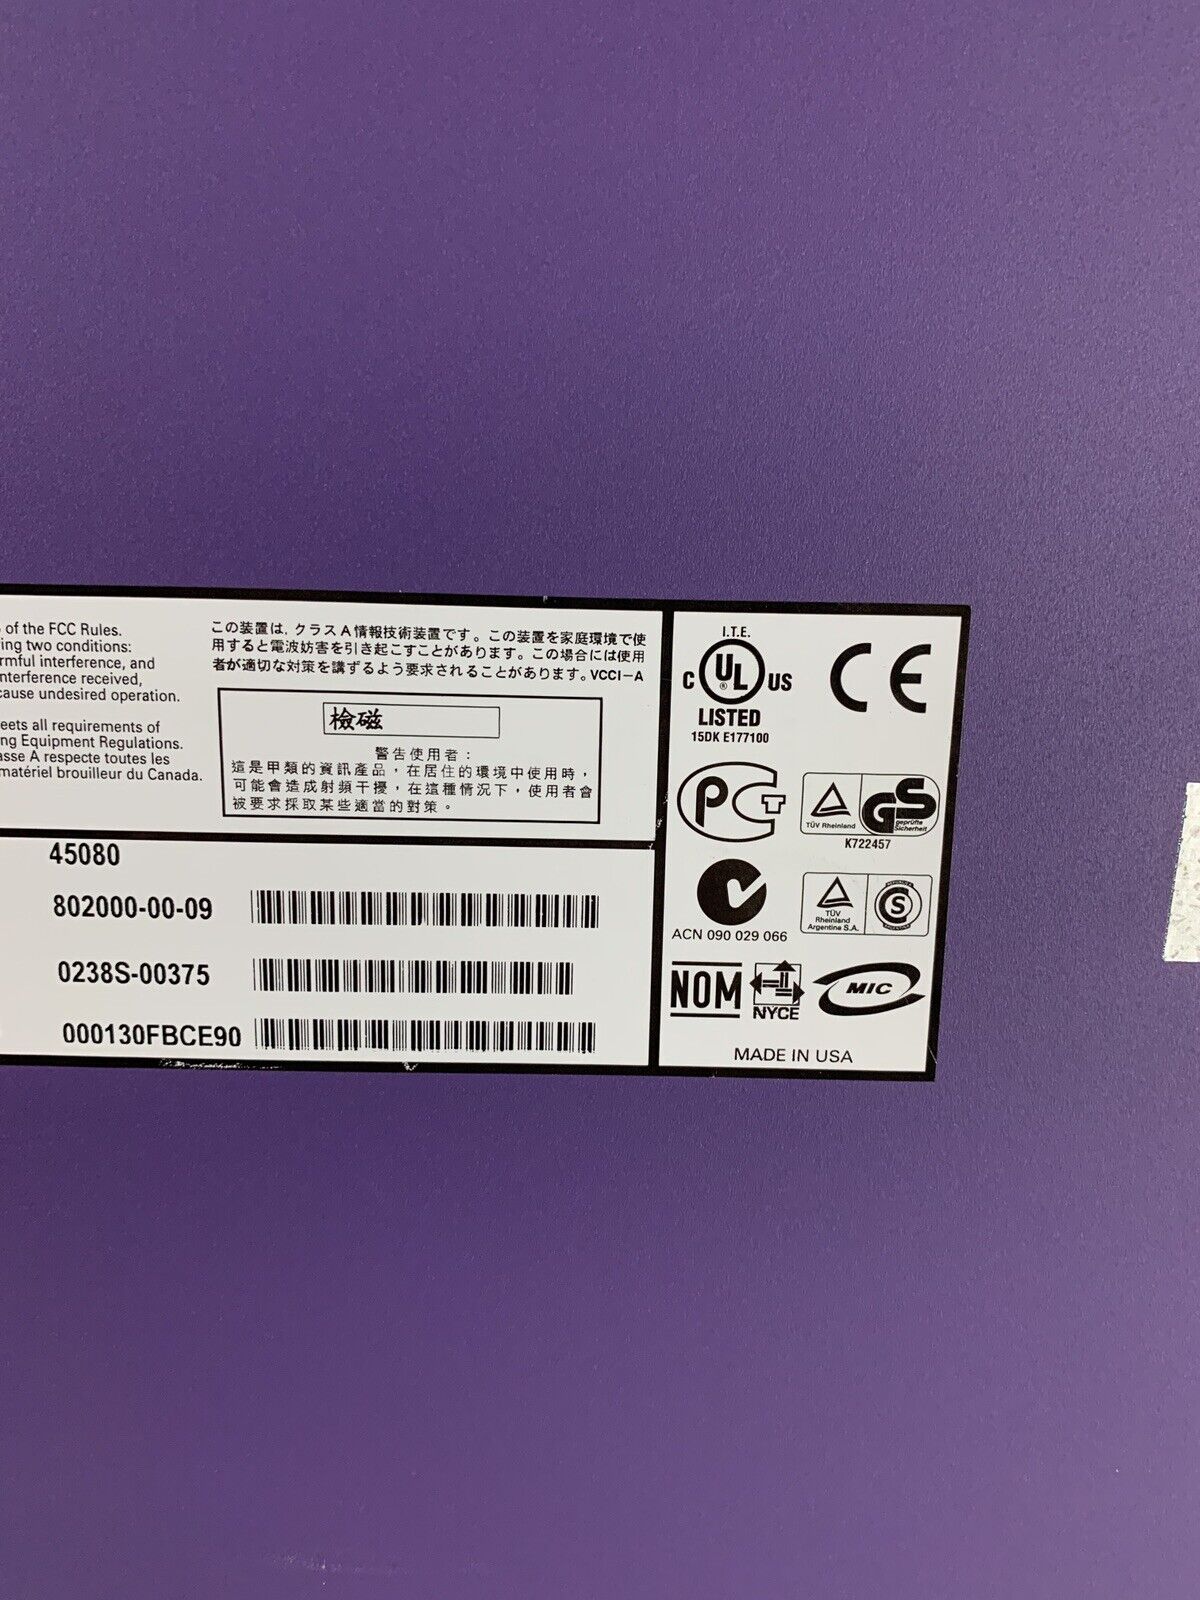 of the FCC Rules.
ing two conditions:
rmful interference, and
nterference received,
cause undesired operation.
eets all requirements of
ng Equipment Regulations.
asse A respecte toutes les
matériel brouilleur du Canada.
この装置は, クラスA情報技術装置です。この装置を家庭環境で使
用すると電波妨害を引き起こすことがあります。この場合には使用
者が適切な対策を講ずるよう要求されることがあります。VCCI-A
檢磁
警告使用者：
這是甲類的資訊產品，在居住的環境中使用時，
可能會造成射頻干擾，在這種情況下，使用者會
被要求採取某些適當的對策。
45080
802000-00-09
0238S-00375
000130FBCE90
I.T.E.
C UL US
®
LISTED
15DK E177100
CE
PCT
TÜV Rheinland
GS
geprüfte
Sicherheit
K722457
ACN 090 029 066
TÜV
Rheinland
Argentina S.A.
S
NOM
NYCE
MIC
MADE IN USA